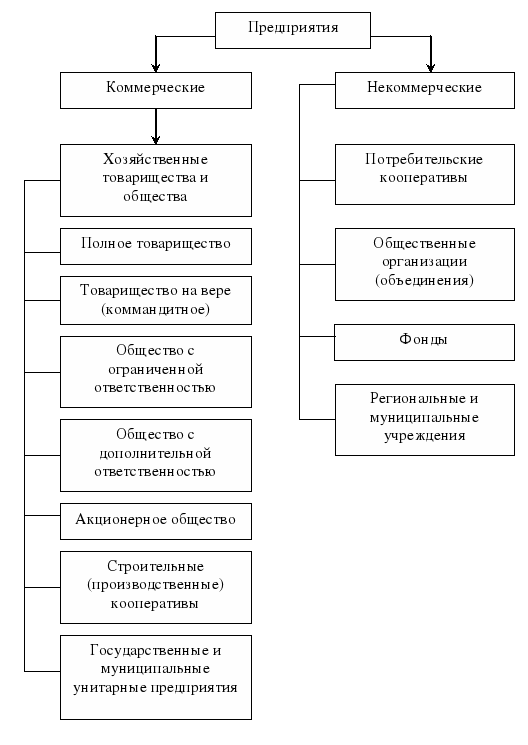 Предприятия
Коммерческие
Некоммерческие
Хозяйственные
товарищества и
общества
Полное товарищество
Товарищество на вере
(коммандитное)
Общество с
ограниченной
ответственностью
Общество с
дополнительной
ответственностью
Акционерное общество
Строительные
(производственные)
кооперативы
Государственные и
муниципальные
унитарные предприятия
Потребительские
кооперативы
Общественные
организации
(объединения)
Фонды
Региональные и
муниципальные
учреждения